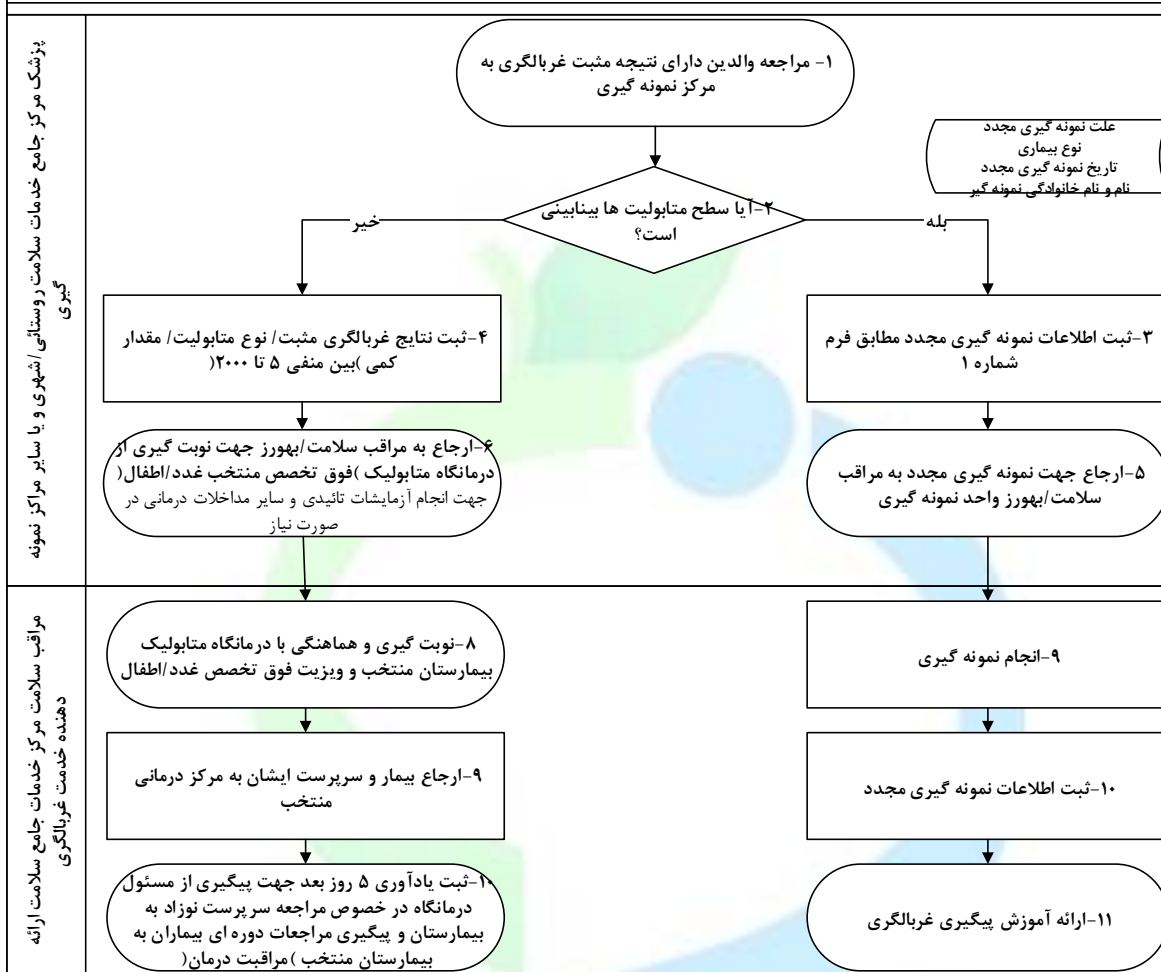 پزشک مرکز جامع خدمات سلامت روستائی/شهری و یا سایر مراکز نمونه
گیری
۱- مراجعه والدین دارای نتیجه مثبت غربالگری به
مرکز نمونه گیری
علت نمونه گیری مجدد
نوع بیماری
تاریخ نمونه گیری مجدد
نام و نام خانوادگی نمونه گیر
۲-آیا سطح متابولیت ها بینابینی
است؟
بله
خیر
۳-ثبت اطلاعات نمونه گیری مجدد مطابق فرم
شماره ۱
۴-ثبت نتایج غربالگری مثبت/ نوع متابولیت/ مقدار
کمی )بین منفی ۵ تا ۲۰۰۰(
۵-ارجاع جهت نمونه گیری مجدد به مراقب
سلامت/بهورز واحد نمونه گیری
۶-ارجاع به مراقب سلامت/بهورز جهت نوبت گیری از
درمانگاه متابولیک )فوق تخصص منتخب غدد/اطفال(
جهت انجام آزمایشات تائیدی و سایر مداخلات درمانی در
صورت نیاز
مراقب سلامت مرکز خدمات جامع سلامت ارائه
دهنده خدمت غربالگری
۹-انجام نمونه گیری
۸-نوبت گیری و هماهنگی با درمانگاه متابولیک
بیمارستان منتخب و ویزیت فوق تخصص غدد/اطفال
۱۰-ثبت اطلاعات نمونه گیری مجدد
۹-ارجاع بیمار و سرپرست ایشان به مرکز درمانی
منتخب
۱۱-ارائه آموزش پیگیری غربالگری
۱۰-ثبت یادآوری ۵ روز بعد جهت پیگیری از مسئول
درمانگاه در خصوص مراجعه سرپرست نوزاد به
بیمارستان و پیگیری مراجعات دوره ای بیماران به
بیمارستان منتخب )مراقبت درمان(